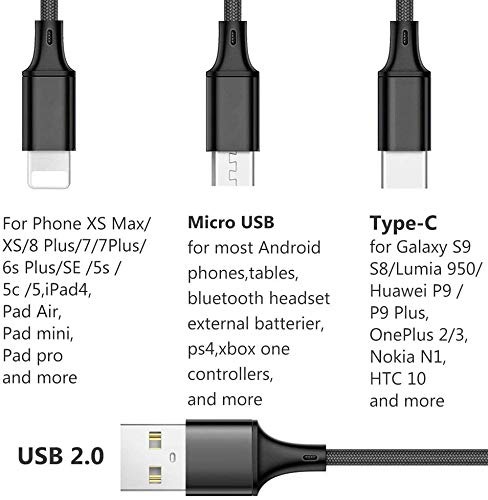 For Phone XS Max/
XS/8 Plus/7/7Plus/
6s Plus/SE /5s /
5c /5,iPad4,
Pad Air,
Pad mini,
Pad pro
and more
Micro USB
for most Android
phones,tables,
bluetooth headset
external batterier,
ps4,xbox one
controllers,
and more
Type-C
for Galaxy S9
S8/Lumia 950/
Huawei P9 /
P9 Plus,
OnePlus 2/3,
Nokia N1,
HTC 10
and more
USB 2.0